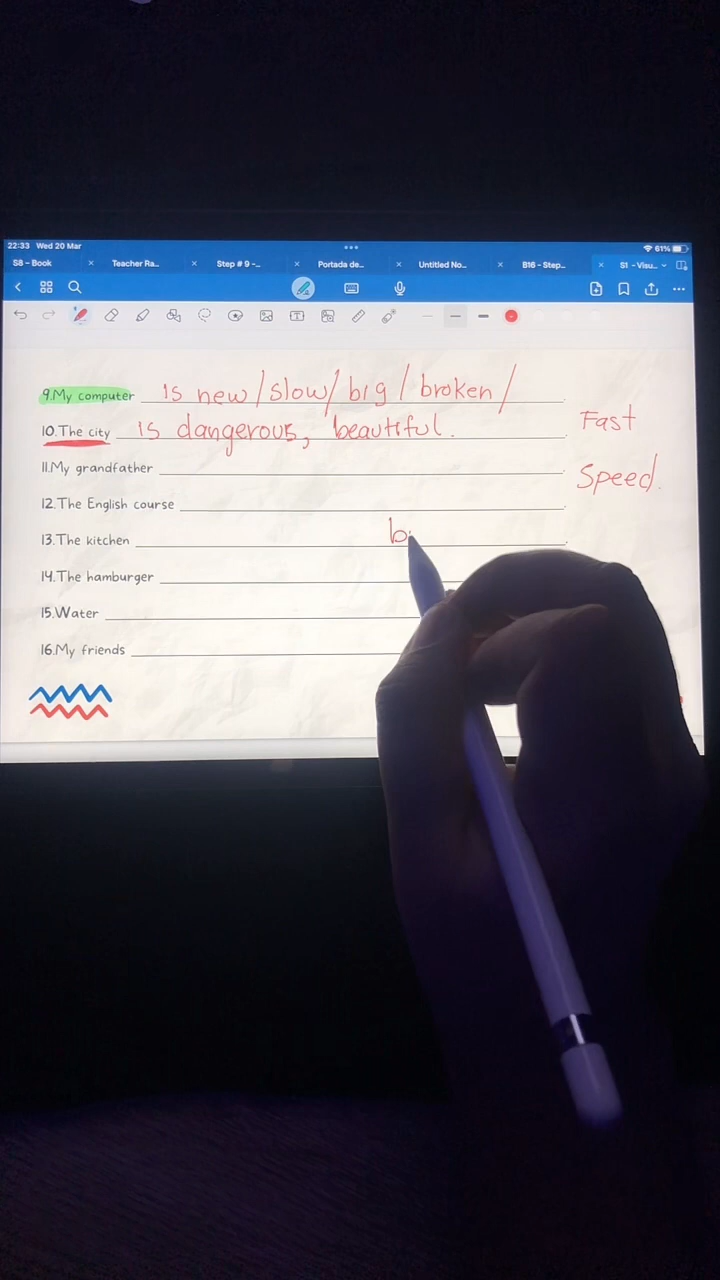 22:33 Wed 20 Mar
61%
S8 - Book
Teacher Ra...
Step # 9 -...
Portada de...
Untitled No...
B16 - Step...
S1 - Visu...
9.My computer is new / slow / big / broken /
Fast
10.The city is dangerous, beautiful.
11.My grandfather
Speed.
12.The English course
13.The kitchen
14.The hamburger
15.Water
16.My friends